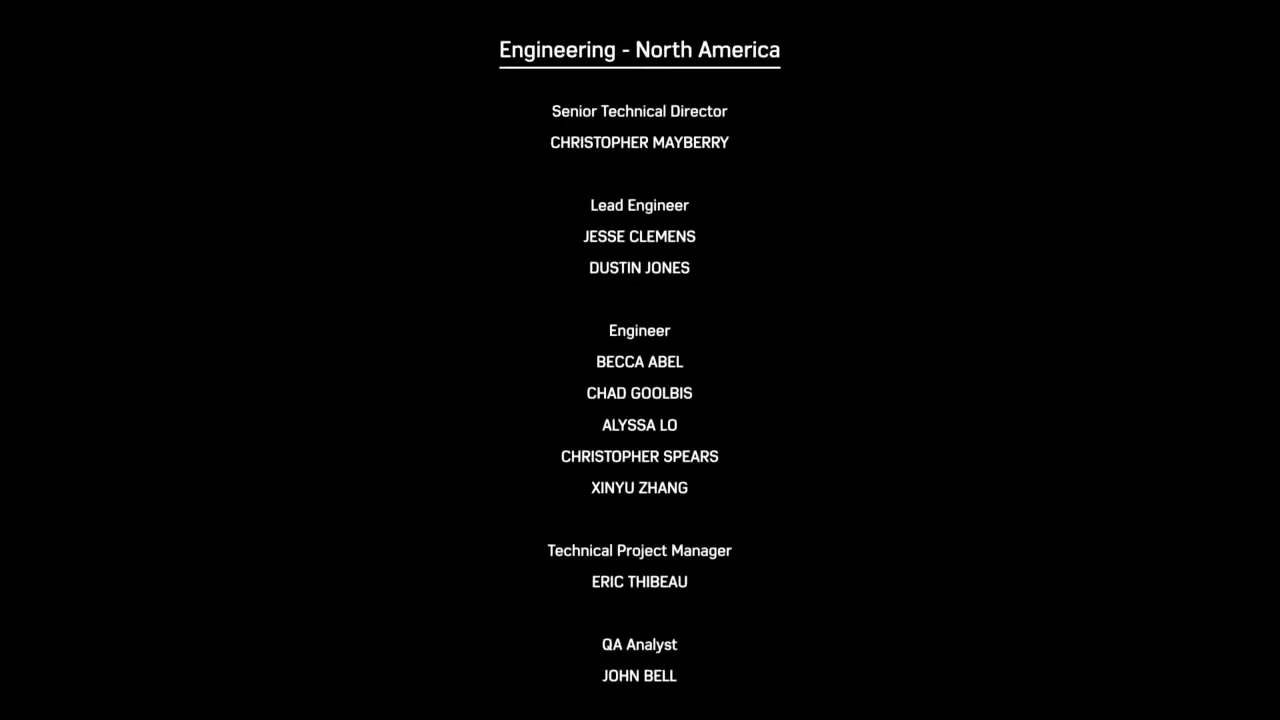 Engineering - North America
Senior Technical Director
CHRISTOPHER MAYBERRY
Lead Engineer
JESSE CLEMENS
DUSTIN JONES
Engineer
BECCA ABEL
CHAD GOOLBIS
ALYSSA LO
CHRISTOPHER SPEARS
XINYU ZHANG
Technical Project Manager
ERIC THIBEAU
QA Analyst
JOHN BELL